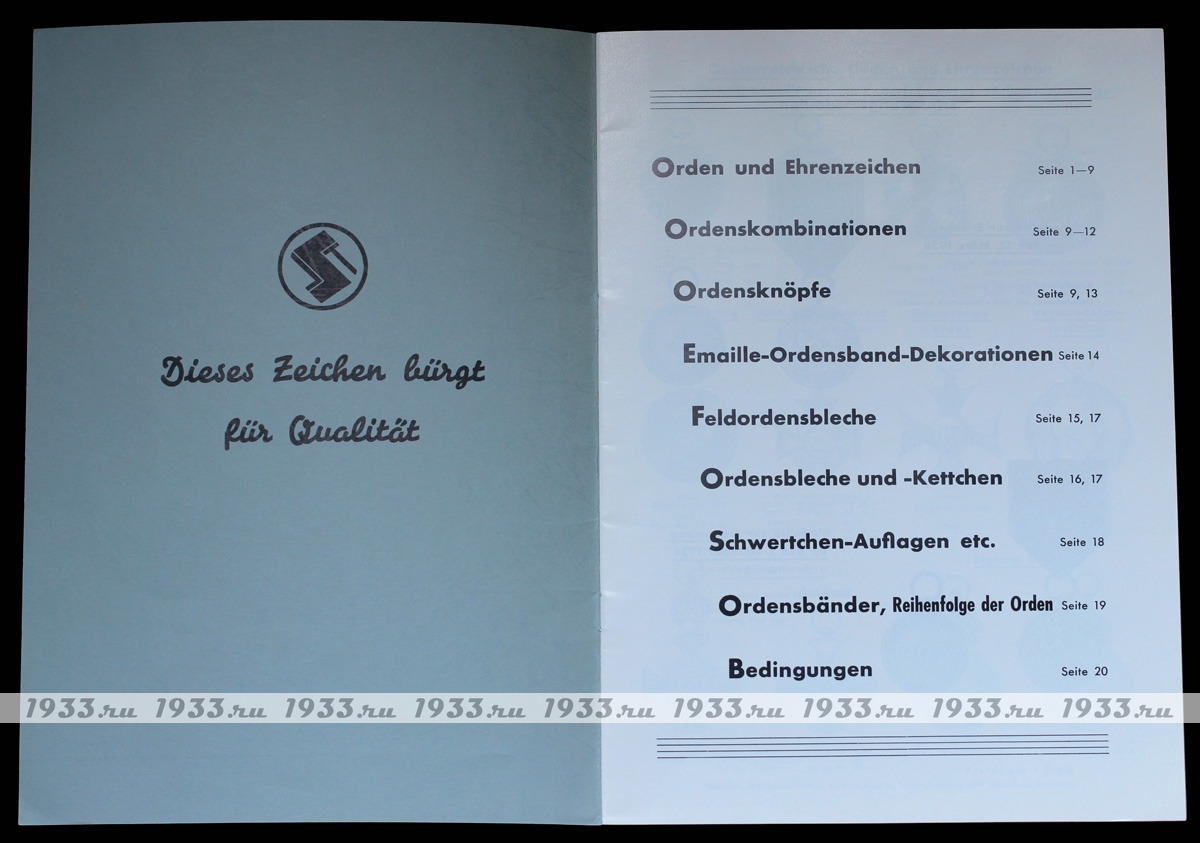 Dieses Zeichen bürgt
für Qualität
Orden und Ehrenzeichen Seite 1—9
Ordenskombinationen Seite 9—12
Ordensknöpfe Seite 9, 13
Emaille-Ordensband-Dekorationen Seite 14
Feldordensbleche Seite 15, 17
Ordensbleche und -Kettchen Seite 16, 17
Schwertchen-Auflagen etc. Seite 18
Ordensbänder, Reihenfolge der Orden Seite 19
Bedingungen Seite 20
1933.ru 1933.ru 1933.ru 1933.ru 1933.ru 1933.ru 1933.ru 1933.ru 1933.ru